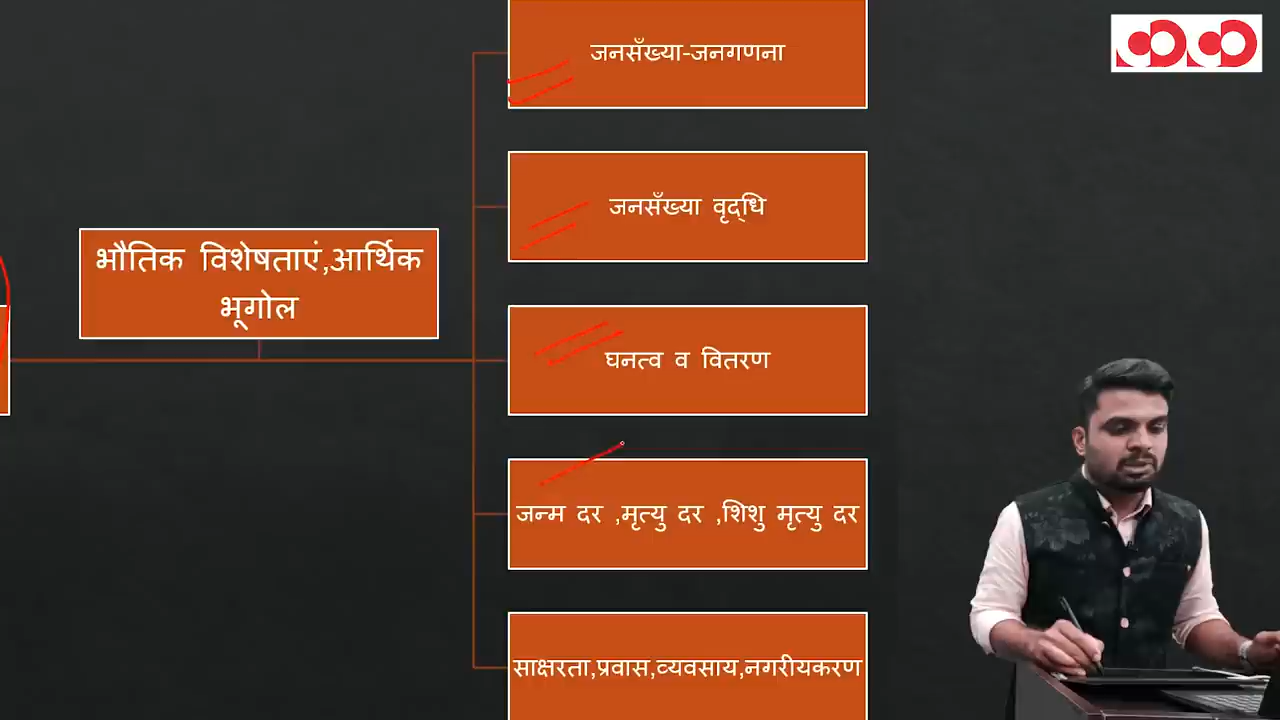 जनसँख्या-जनगणना
जनसँख्या वृद्धि
भौतिक विशेषताएं,आर्थिक
भूगोल
घनत्व व वितरण
जन्म दर ,मृत्यु दर ,शिशु मृत्यु दर
साक्षरता,प्रवास,व्यवसाय,नगरीयकरण